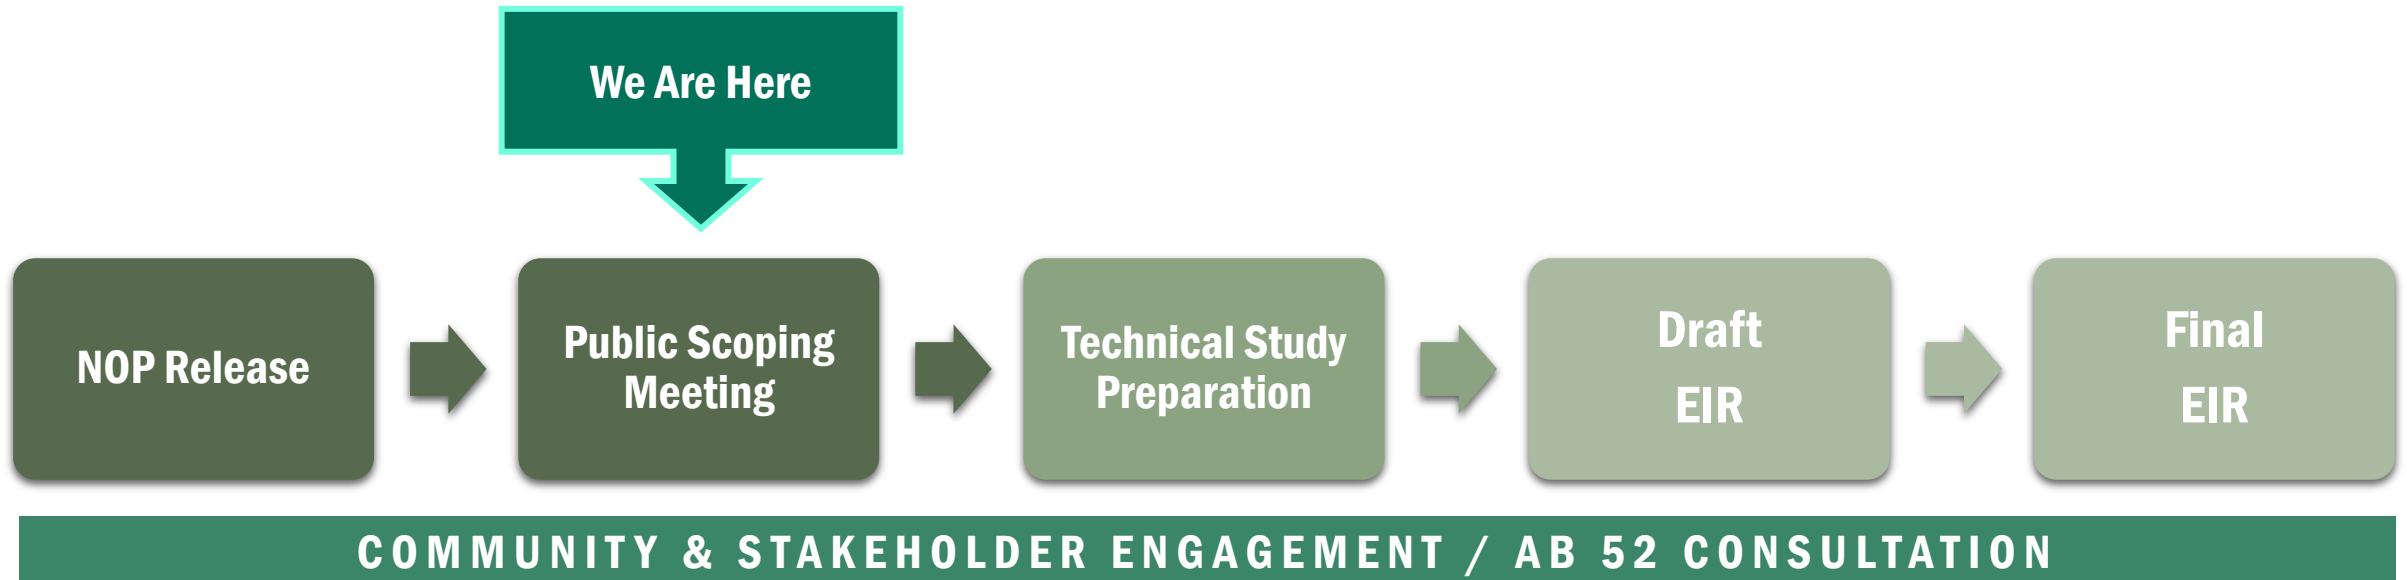 We Are Here
NOP Release
Public Scoping
Meeting
Technical Study
Preparation
Draft
EIR
Final
EIR
COMMUNITY & STAKEHOLDER ENGAGEMENT / AB 52 CONSULTATION